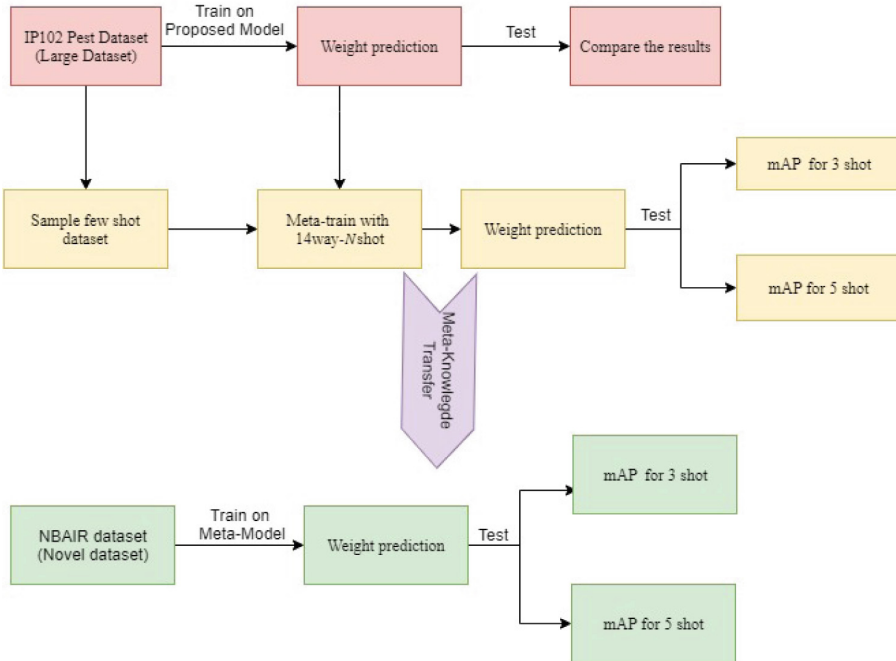 IP102 Pest Dataset
(Large Dataset)
Train on
Proposed Model
Weight prediction
Test
Compare the results
Sample few shot
dataset
Meta-train with
14way-Nshot
Weight prediction
Test
mAP for 3 shot
mAP for 5 shot
Meta-Knowlegde
Transfer
NBAIR dataset
(Novel dataset)
Train on
Meta-Model
Weight prediction
Test
mAP for 3 shot
mAP for 5 shot